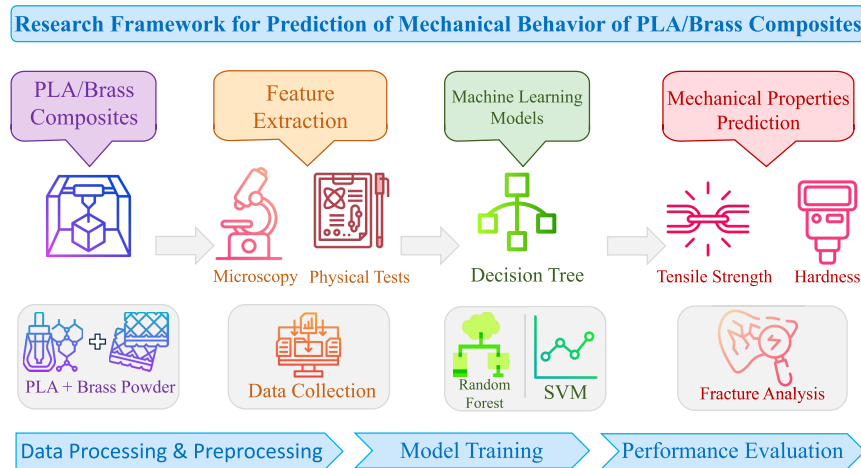 Research Framework for Prediction of Mechanical Behavior of PLA/Brass Composites
PLA/Brass
Composites
Feature
Extraction
Machine Learning
Models
Mechanical Properties
Prediction
Microscopy
Physical Tests
Decision Tree
Tensile Strength
Hardness
PLA + Brass Powder
Data Collection
Random
Forest
SVM
Fracture Analysis
Data Processing & Preprocessing
Model Training
Performance Evaluation